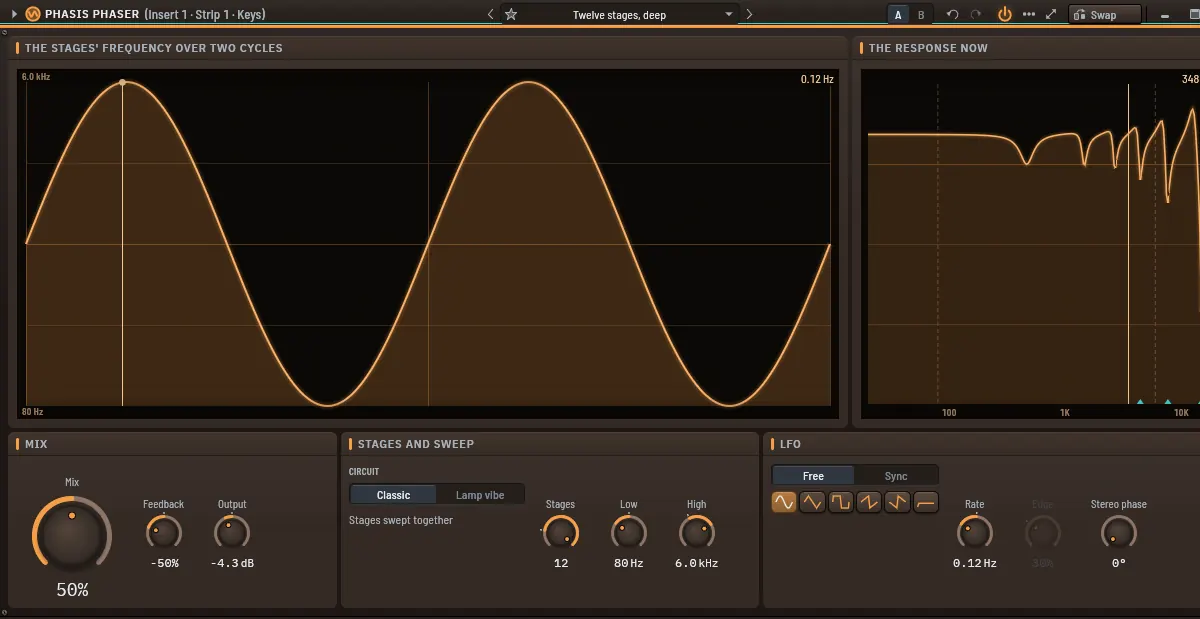 PHASIS PHASER (Insert 1 · Strip 1 · Keys)
Twelve stages, deep
A
B
Swap
THE STAGES' FREQUENCY OVER TWO CYCLES
6.0 kHz
0.12 Hz
80 Hz
THE RESPONSE NOW
348
100
1K
10K
MIX
Mix
50%
Feedback
-50%
Output
-4.3 dB
STAGES AND SWEEP
CIRCUIT
Classic
Lamp vibe
Stages swept together
Stages
12
Low
80 Hz
High
6.0 kHz
LFO
Free
Sync
Rate
0.12 Hz
Edge
30%
Stereo phase
0°